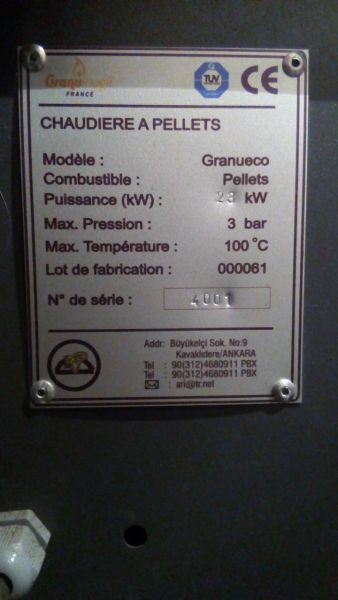 FRANCE
TUV
CE
CHAUDIERE A PELLETS
Modèle : Granueco
Combustible : Pellets
Puissance (kW) : 23 kW
Max. Pression : 3 bar
Max. Température : 100 °C
Lot de fabrication : 000061
N° de série : 4001
Addr: Büyükelçi Sok. No:9
Kavaklıdere/ANKARA
Tel : 90(312)4680911 PBX
Tel : 90(312)4680911 PBX
: ari@tr.net